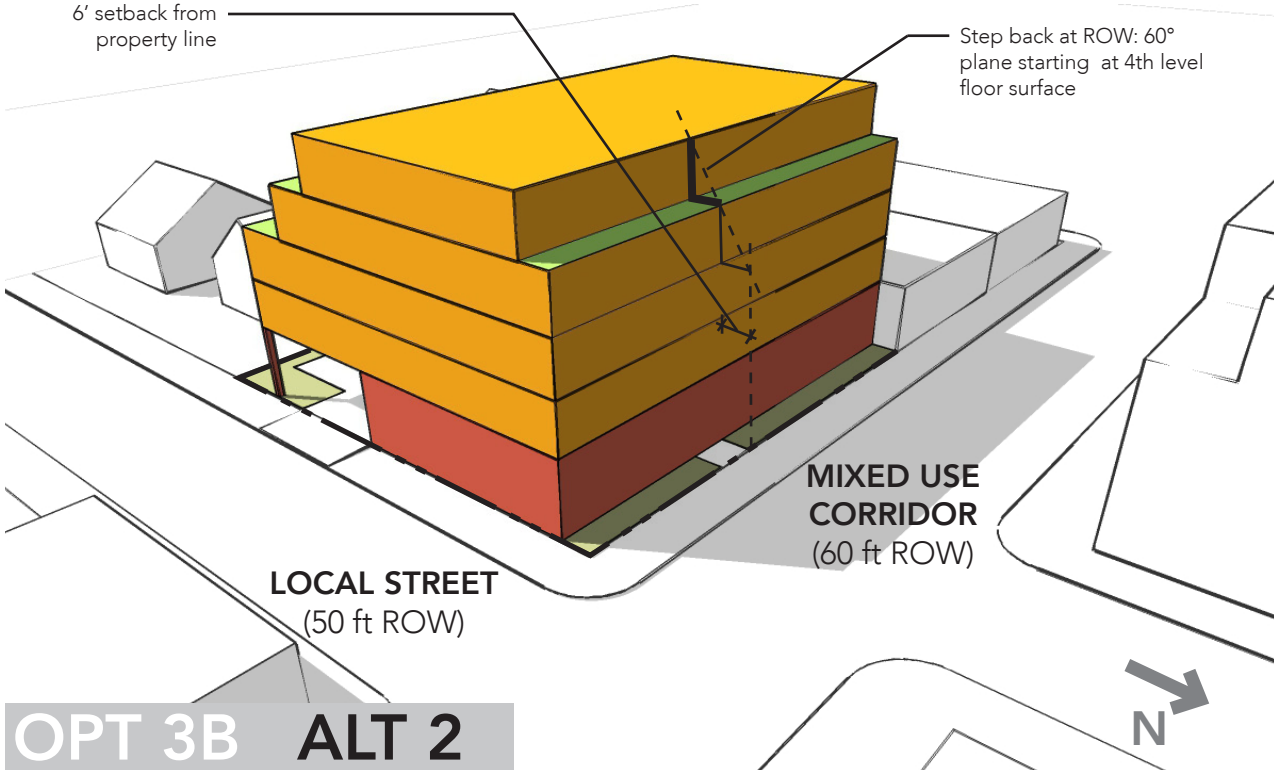 6’ setback from
property line
Step back at ROW: 60°
plane starting at 4th level
floor surface
MIXED USE
CORRIDOR
(60 ft ROW)
LOCAL STREET
(50 ft ROW)
N
OPT 3B ALT 2